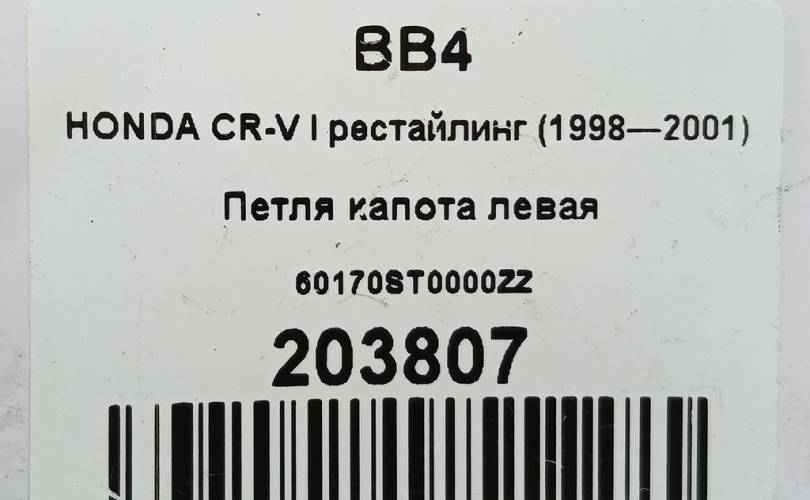 BB4
HONDA CR-V I рестайлинг (1998—2001)
Петля капота левая
60170ST0000ZZ
203807